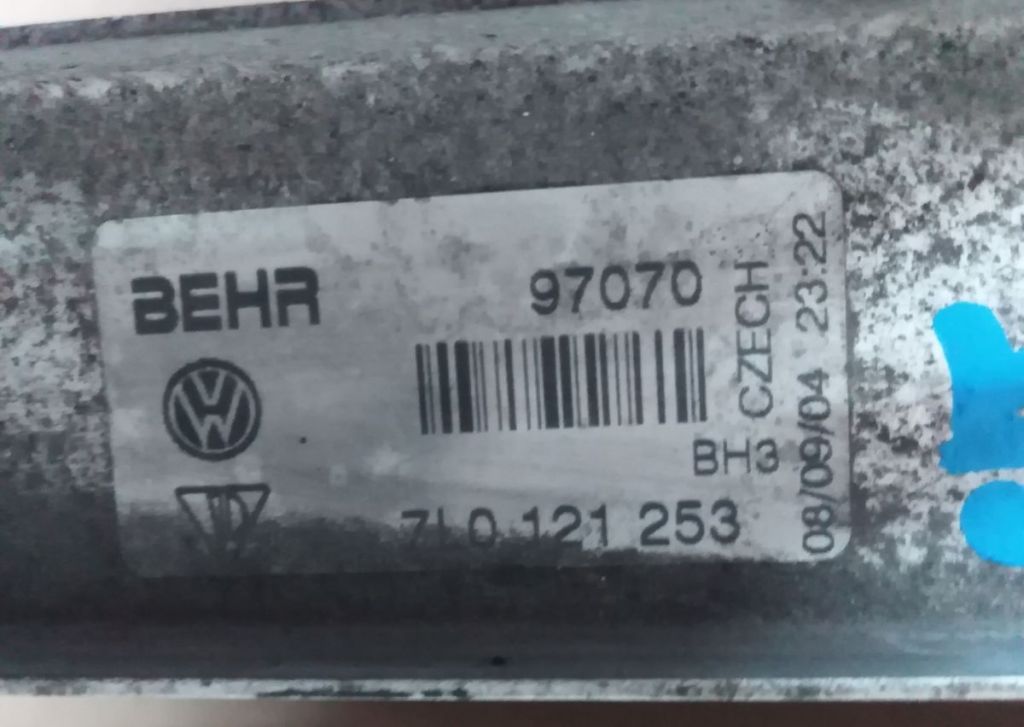 BEHR
97070
CZECH
08/09/04 23:22
BH3
7L0 121 253